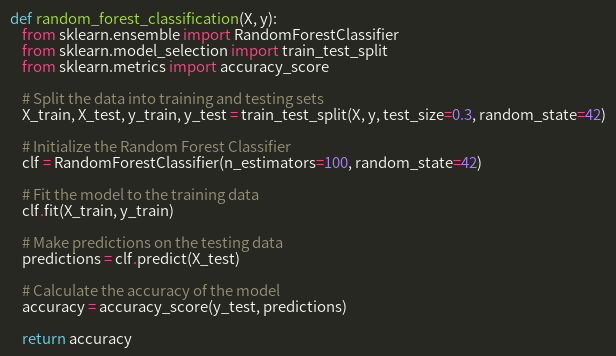 def random_forest_classification(X, y):
    from sklearn.ensemble import RandomForestClassifier
    from sklearn.model_selection import train_test_split
    from sklearn.metrics import accuracy_score

    # Split the data into training and testing sets
    X_train, X_test, y_train, y_test = train_test_split(X, y, test_size=0.3, random_state=42)

    # Initialize the Random Forest Classifier
    clf = RandomForestClassifier(n_estimators=100, random_state=42)

    # Fit the model to the training data
    clf.fit(X_train, y_train)

    # Make predictions on the testing data
    predictions = clf.predict(X_test)

    # Calculate the accuracy of the model
    accuracy = accuracy_score(y_test, predictions)

    return accuracy